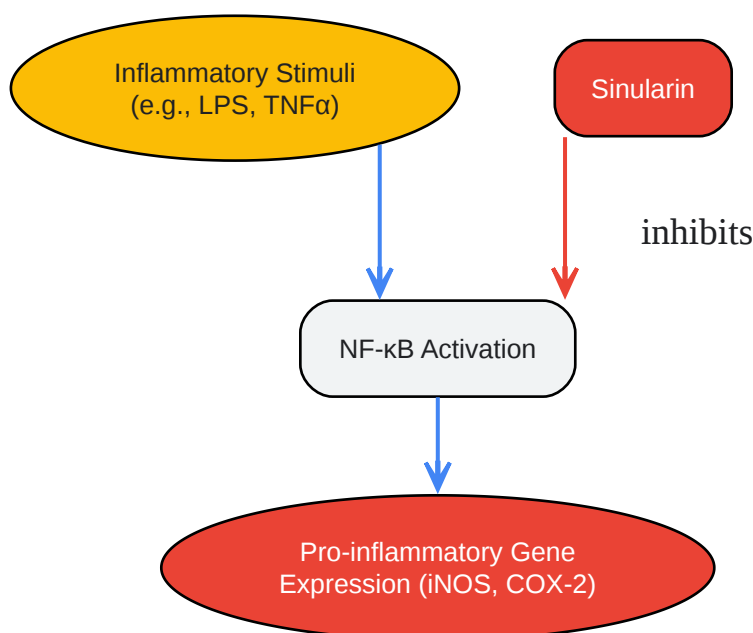 Inflammatory Stimuli
(e.g., LPS, TNFα)
Sinularin
inhibits
NF-κB Activation
Pro-inflammatory Gene
Expression (iNOS, COX-2)